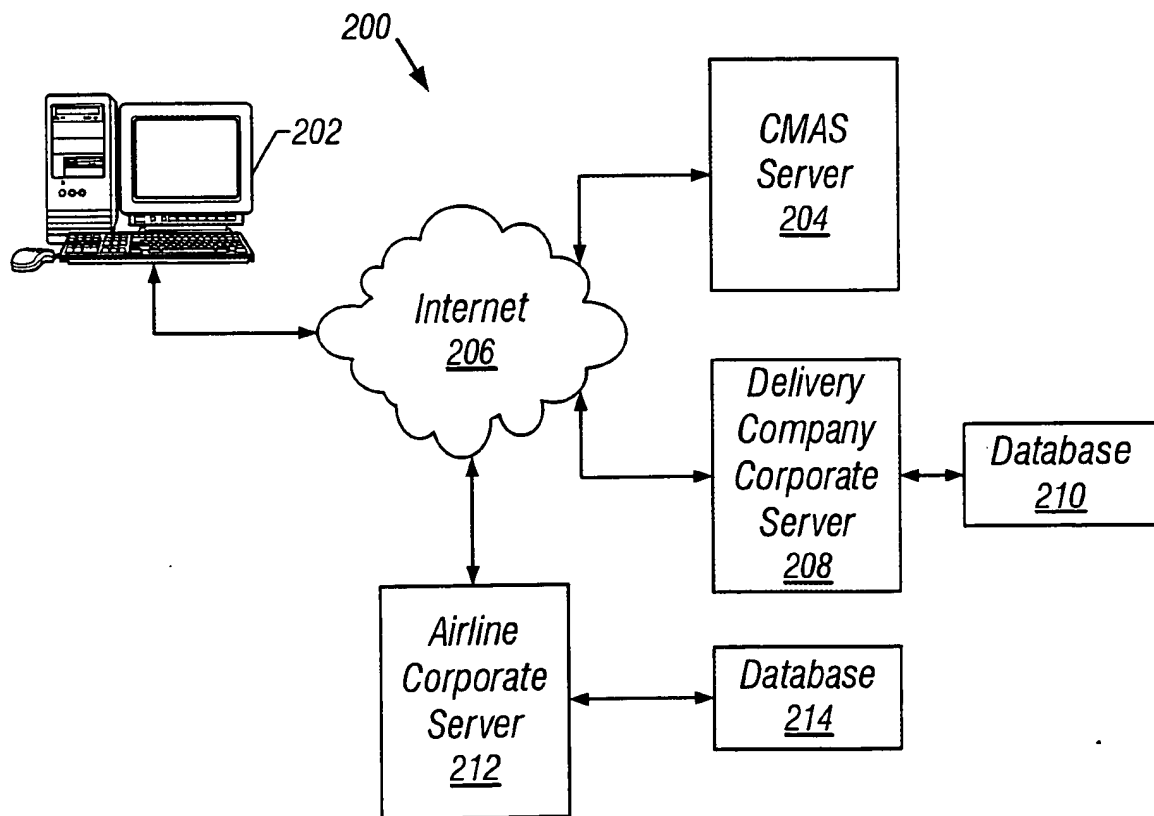 200
202
CMAS
Server
204
Internet
206
Delivery
Company
Corporate
Server
208
Database
210
Airline
Corporate
Server
212
Database
214